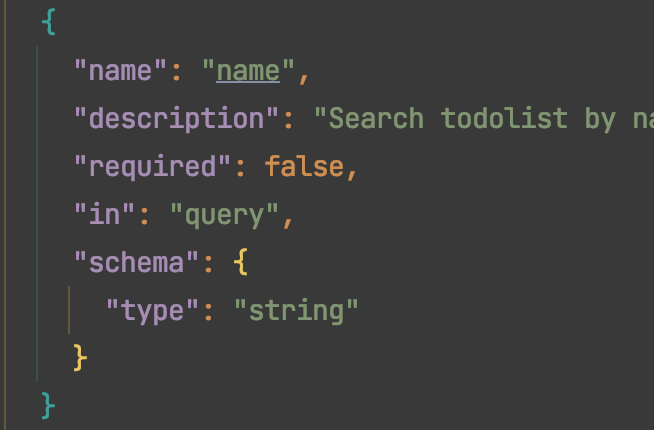 {
"name": "name",
"description": "Search todolist by
"required": false,
"in": "query",
"schema": {
"type": "string"
}
}